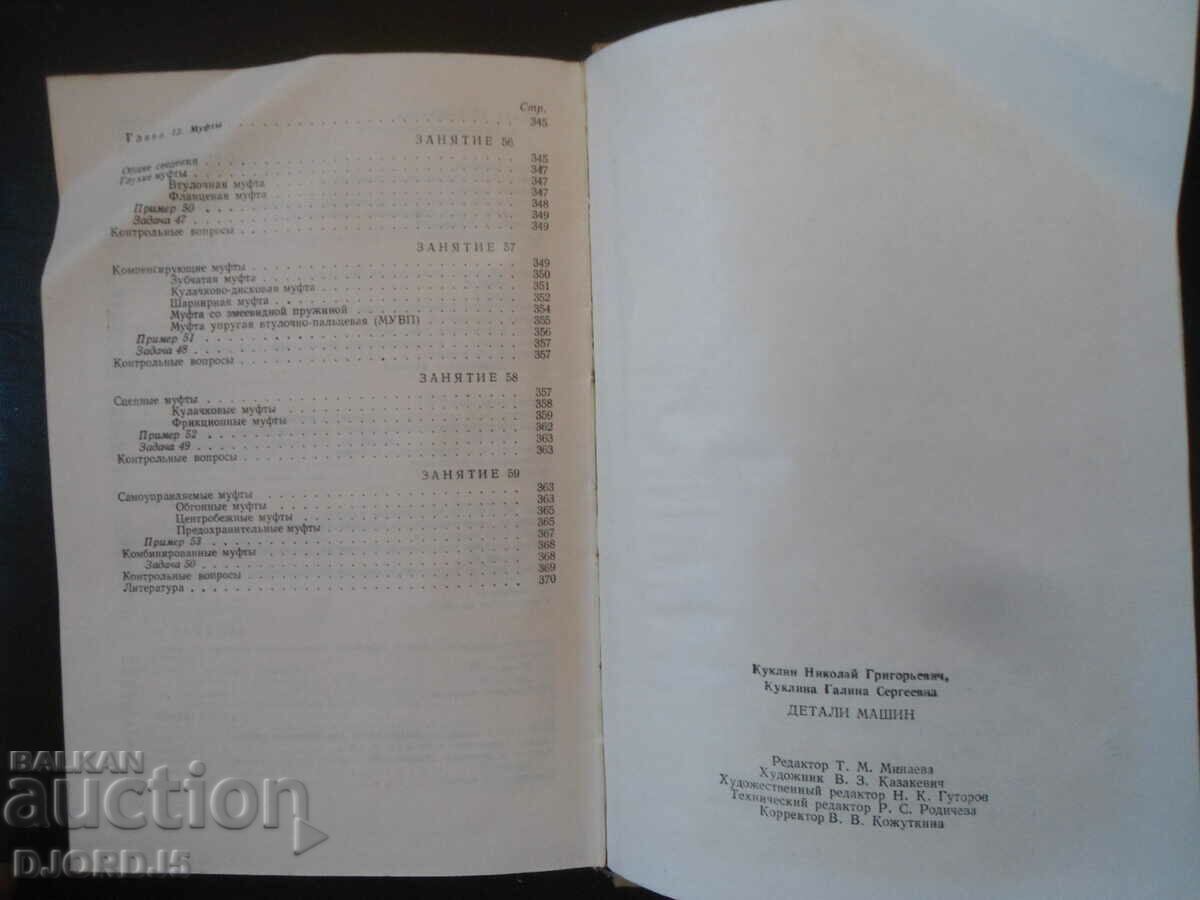 Стр.
Глава 13. Муфты 345
ЗАНЯТИЕ 56
Общие сведения 345
Глухие муфты 347
Втулочная муфта 347
Фланцевая муфта 347
Пример 50 348
Задача 47 349
Контрольные вопросы 349
ЗАНЯТИЕ 57
Компенсирующие муфты 349
Зубчатая муфта 350
Кулачково-дисковая муфта 351
Шарнирная муфта 352
Муфта со змеевидной пружиной 354
Муфта упругая втулочно-пальцевая (МУВП) 355
Пример 51 356
Задача 48 357
Контрольные вопросы 357
ЗАНЯТИЕ 58
Сцепные муфты 357
Кулачковые муфты 358
Фрикционные муфты 359
Пример 52 362
Задача 49 363
Контрольные вопросы 363
ЗАНЯТИЕ 59
Самоуправляемые муфты 363
Обгонные муфты 363
Центробежные муфты 365
Предохранительные муфты 365
Пример 53 367
Комбинированные муфты 368
Задача 50 368
Контрольные вопросы 369
Литература 370
Куклин Николай Григорьевич,
Куклина Галина Сергеевна
ДЕТАЛИ МАШИН
Редактор Т. М. Минаева
Художник В. З. Казакевич
Художественный редактор Н. К. Гуторов
Технический редактор Р. С. Родичева
Корректор В. В. Кожуткина
BALKAN
auction
DJORD.15